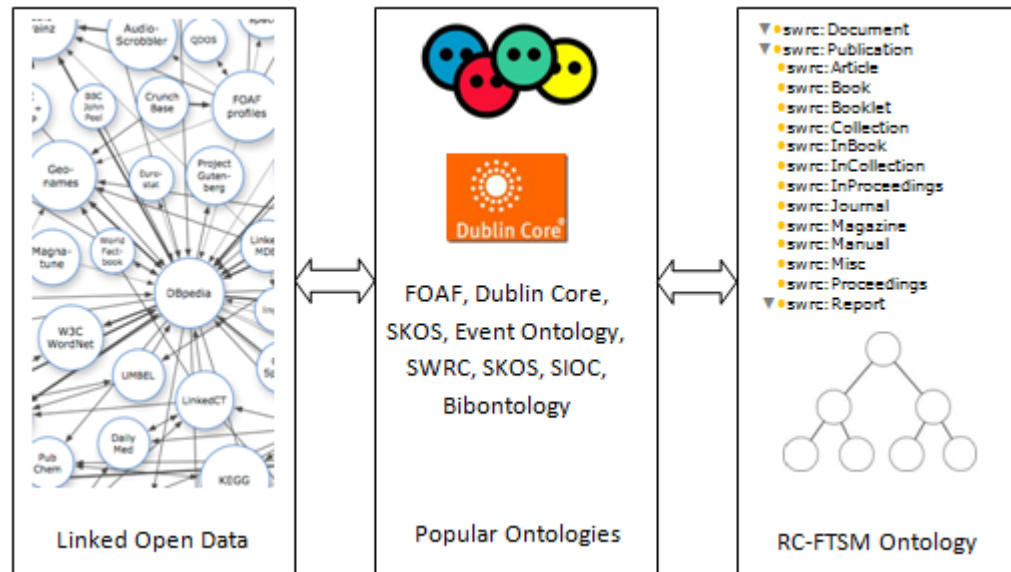 Audio-
Scrobbler
QDOS
BBC
John
Peel
Crunch
Base
FOAF
profiles
Geo-
names
Euro-
stat
Project
Guten-
berg
Magna-
tune
World
Fact-
book
DBpedia
W3C
WordNet
UMBEL
LinkedCT
Daily
Med
Pub
Chem
KEGG
Linked Open Data
Dublin Core®
FOAF, Dublin Core,
SKOS, Event Ontology,
SWRC, SKOS, SIOC,
Bibontology
Popular Ontologies
swrc:Document
swrc:Publication
swrc:Article
swrc:Book
swrc:Booklet
swrc:Collection
swrc:InBook
swrc:InCollection
swrc:InProceedings
swrc:Journal
swrc:Magazine
swrc:Manual
swrc:Misc
swrc:Proceedings
swrc:Report
RC-FTSM Ontology